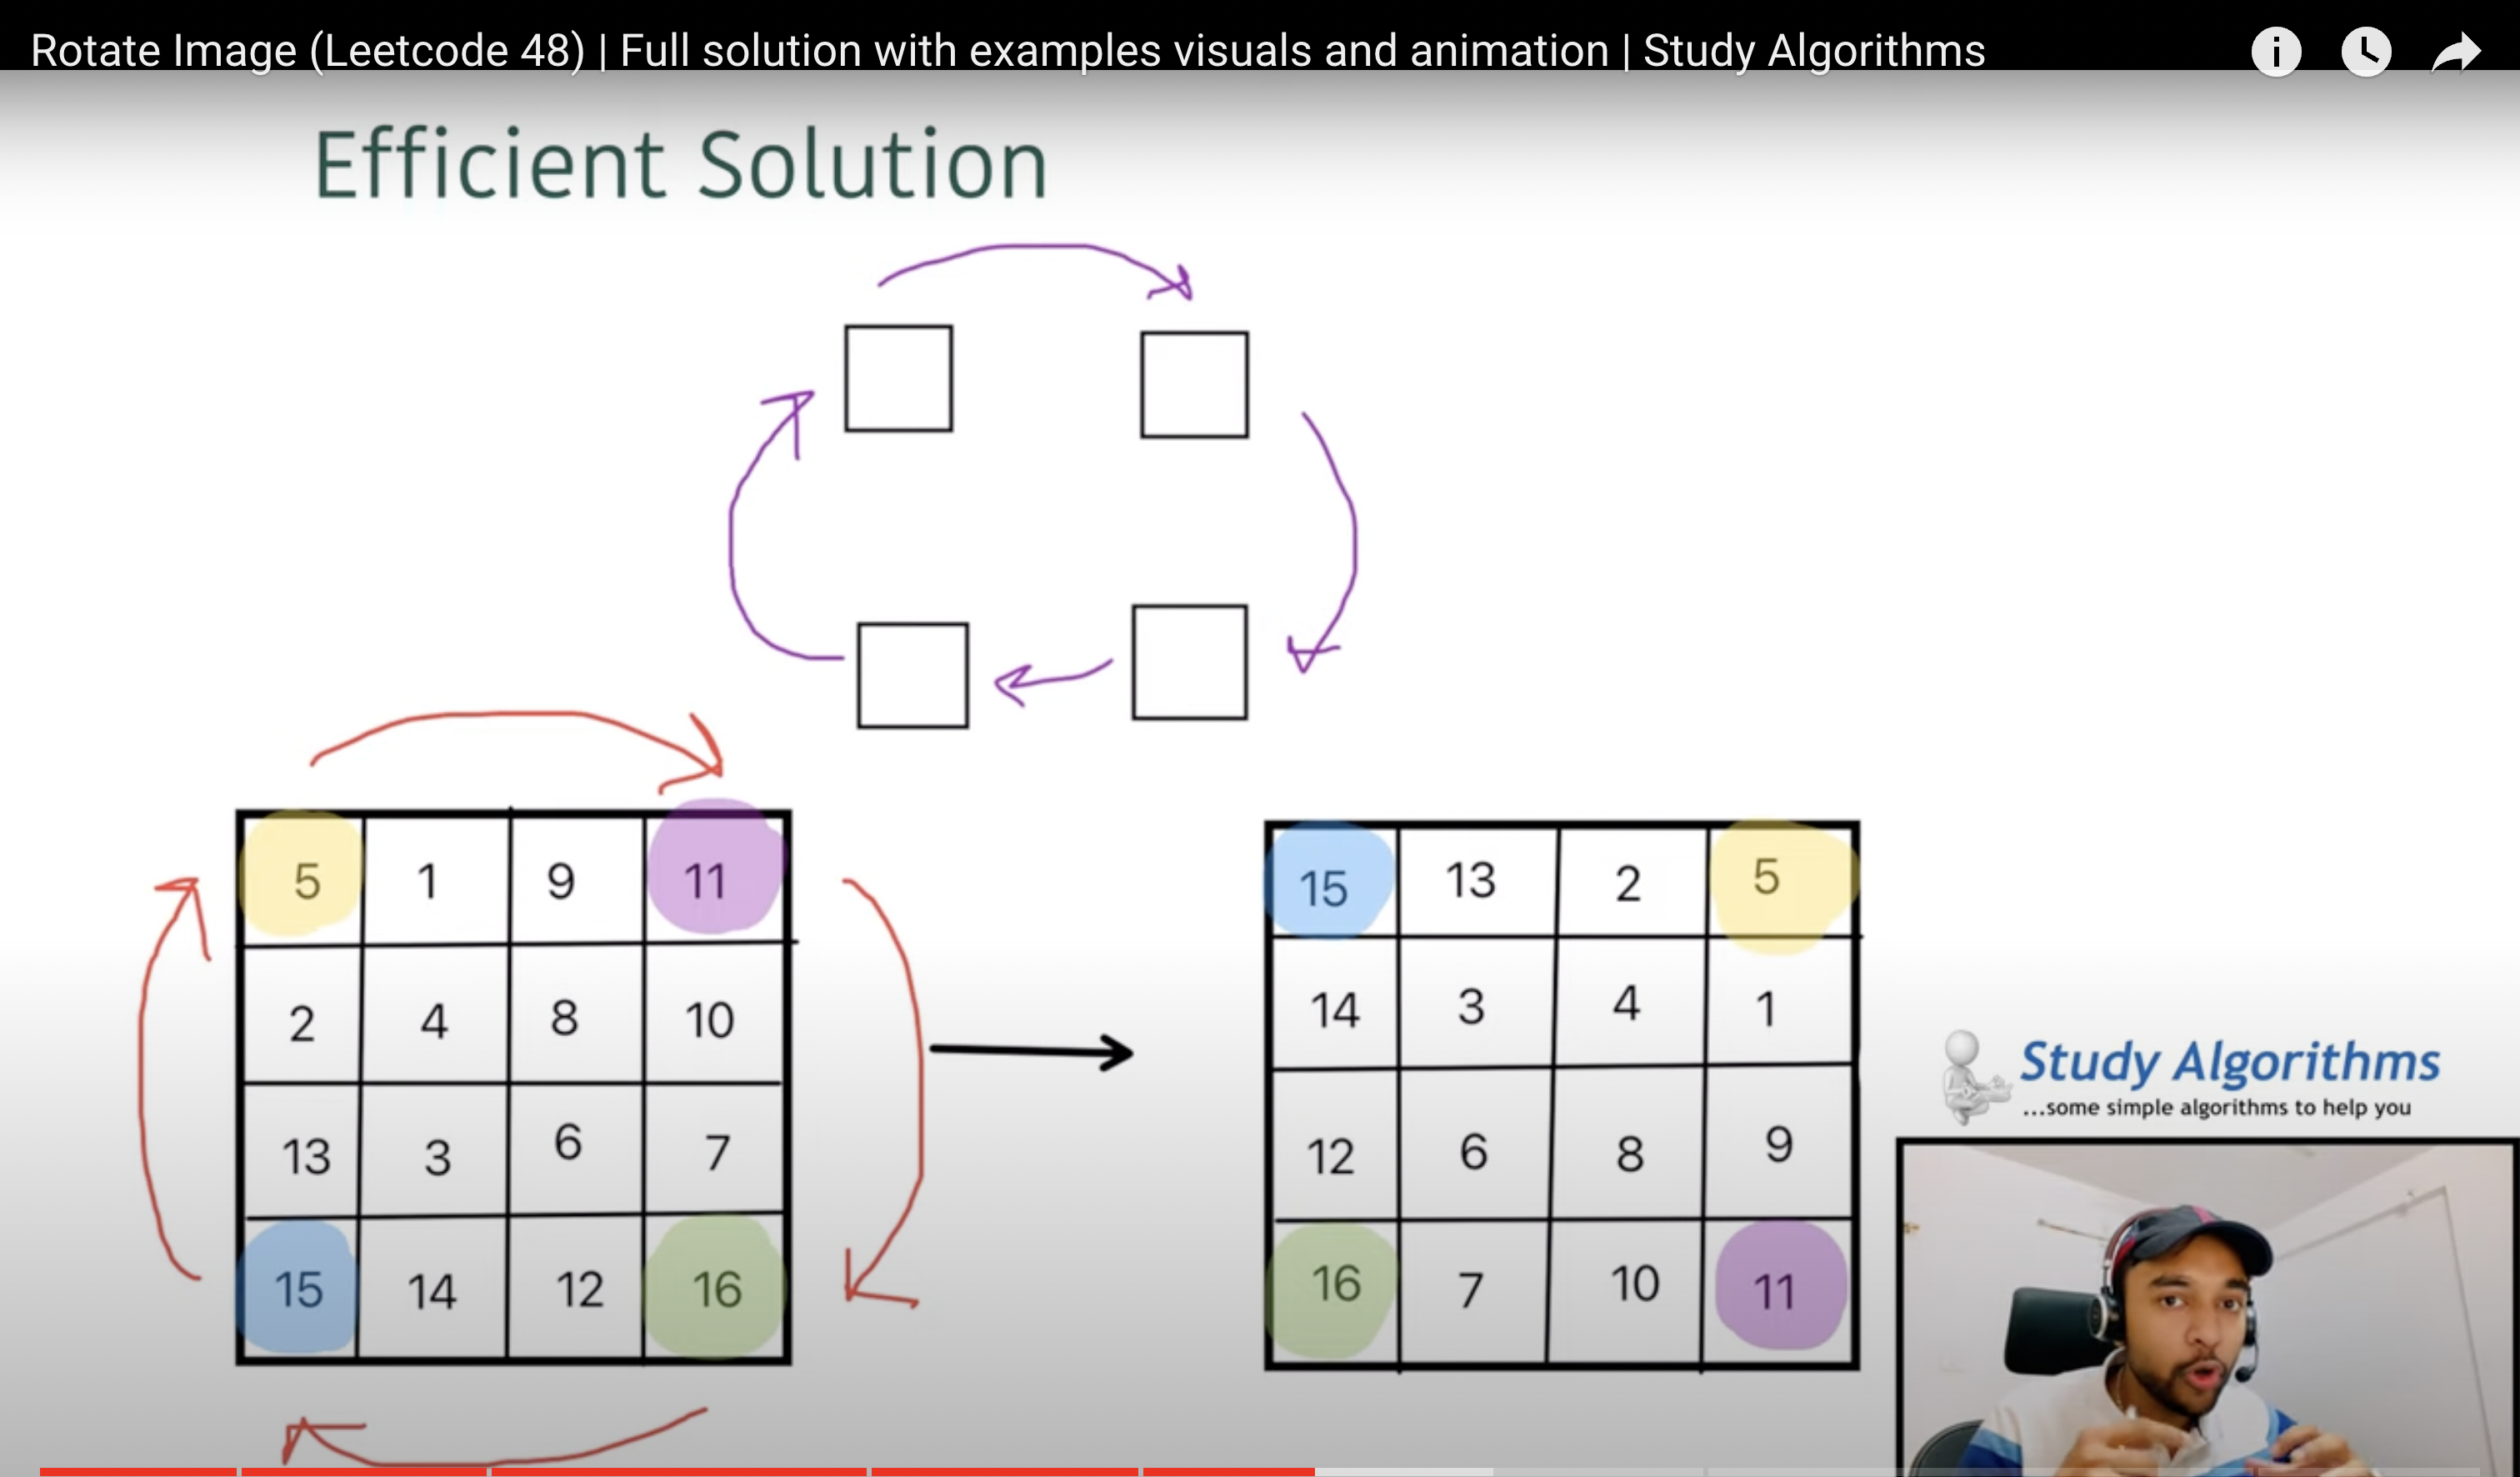 Rotate Image (Leetcode 48) | Full solution with examples visuals and animation | Study Algorithms
Efficient Solution
5 1 9 11
2 4 8 10
13 3 6 7
15 14 12 16
15 13 2 5
14 3 4 1
12 6 8 9
16 7 10 11
Study Algorithms
...some simple algorithms to help you